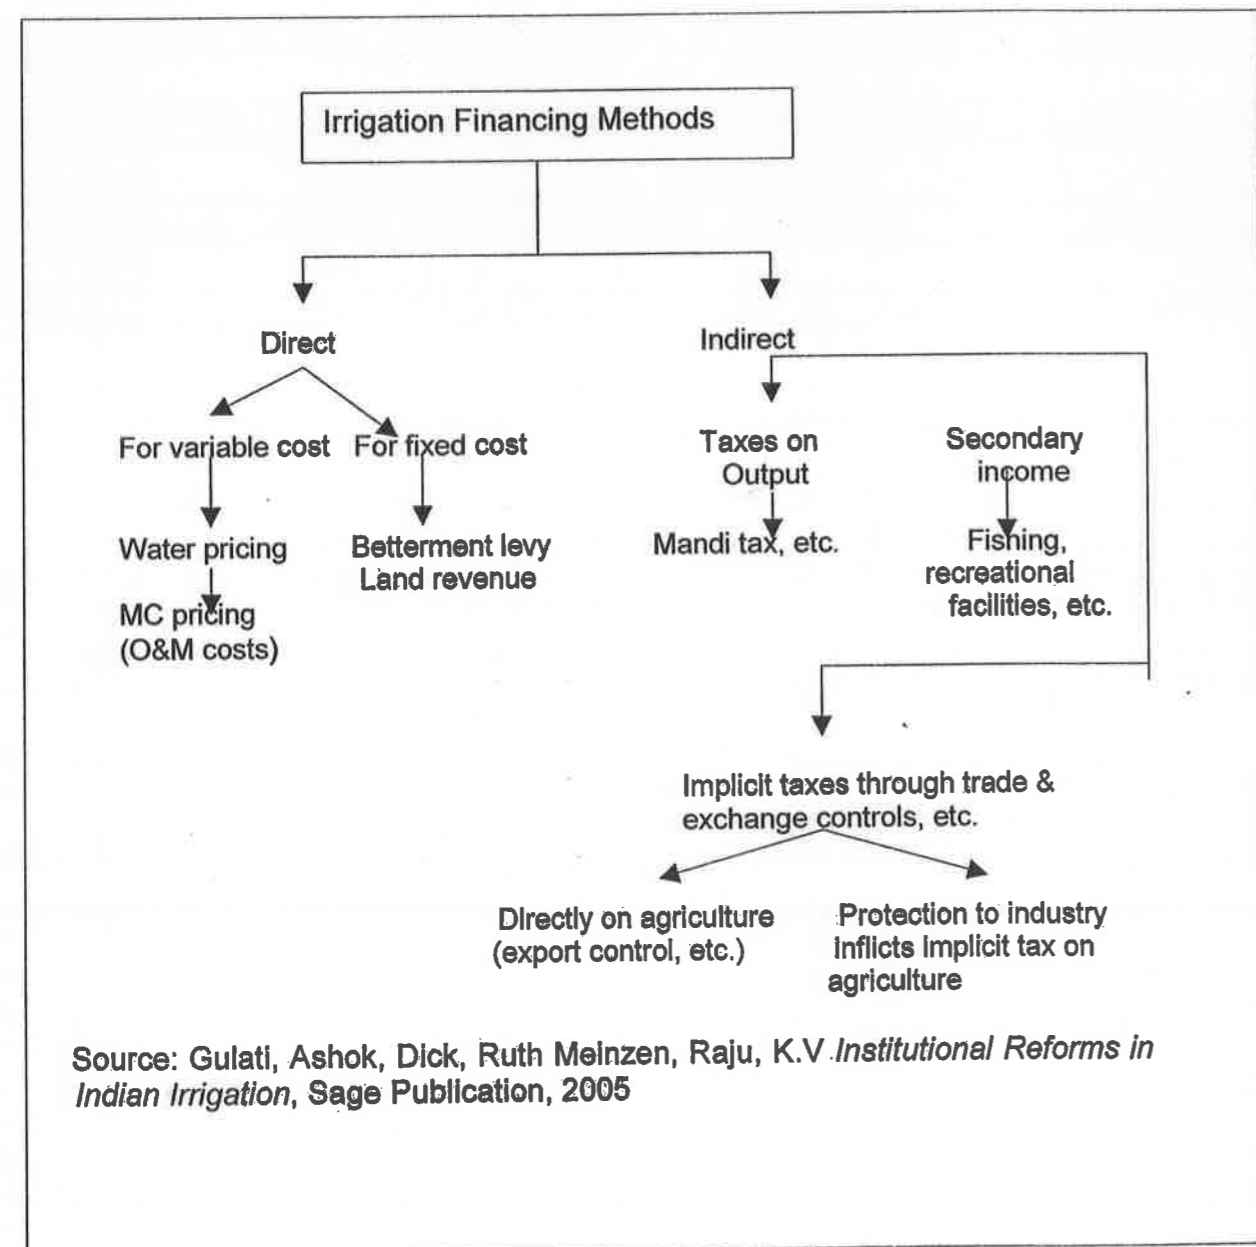 Irrigation Financing Methods
Direct
Indirect
For variable cost
For fixed cost
Taxes on
Output
Secondary
income
Water pricing
Betterment levy
Land revenue
Mandi tax, etc.
Fishing,
recreational
facilities, etc.
MC pricing
(O&M costs)
Implicit taxes through trade &
exchange controls, etc.
Directly on agriculture
(export control, etc.)
Protection to industry
inflicts implicit tax on
agriculture
Source: Gulati, Ashok, Dick, Ruth Meinzen, Raju, K.V Institutional Reforms in
Indian Irrigation, Sage Publication, 2005